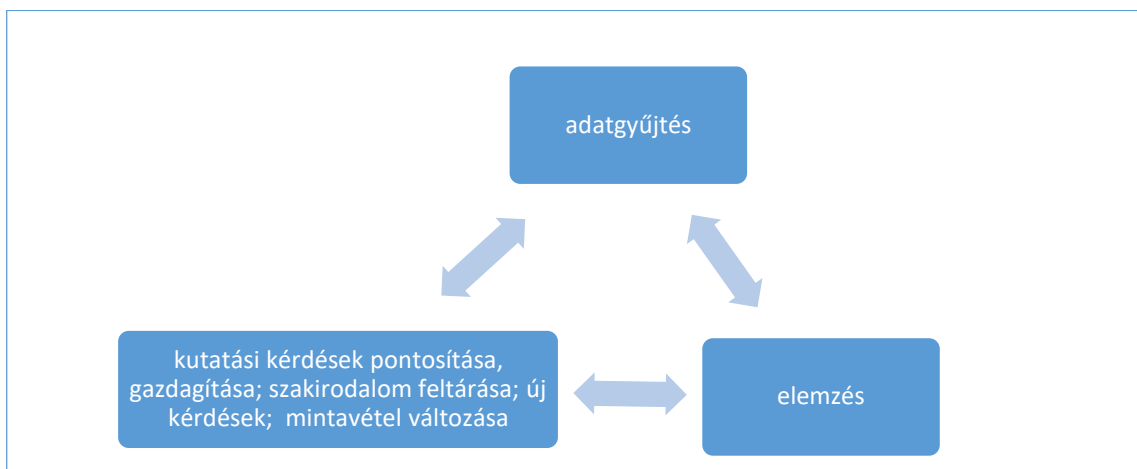 adatgyűjtés
kutatási kérdések pontosítása,
gazdagítása; szakirodalom feltárása; új
kérdések;  mintavétel változása
elemzés